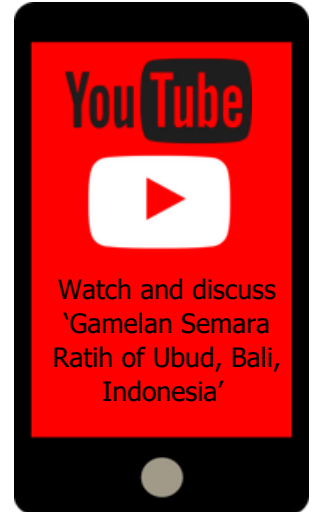 YouTube
Watch and discuss
‘Gamelan Semara
Ratih of Ubud, Bali,
Indonesia’